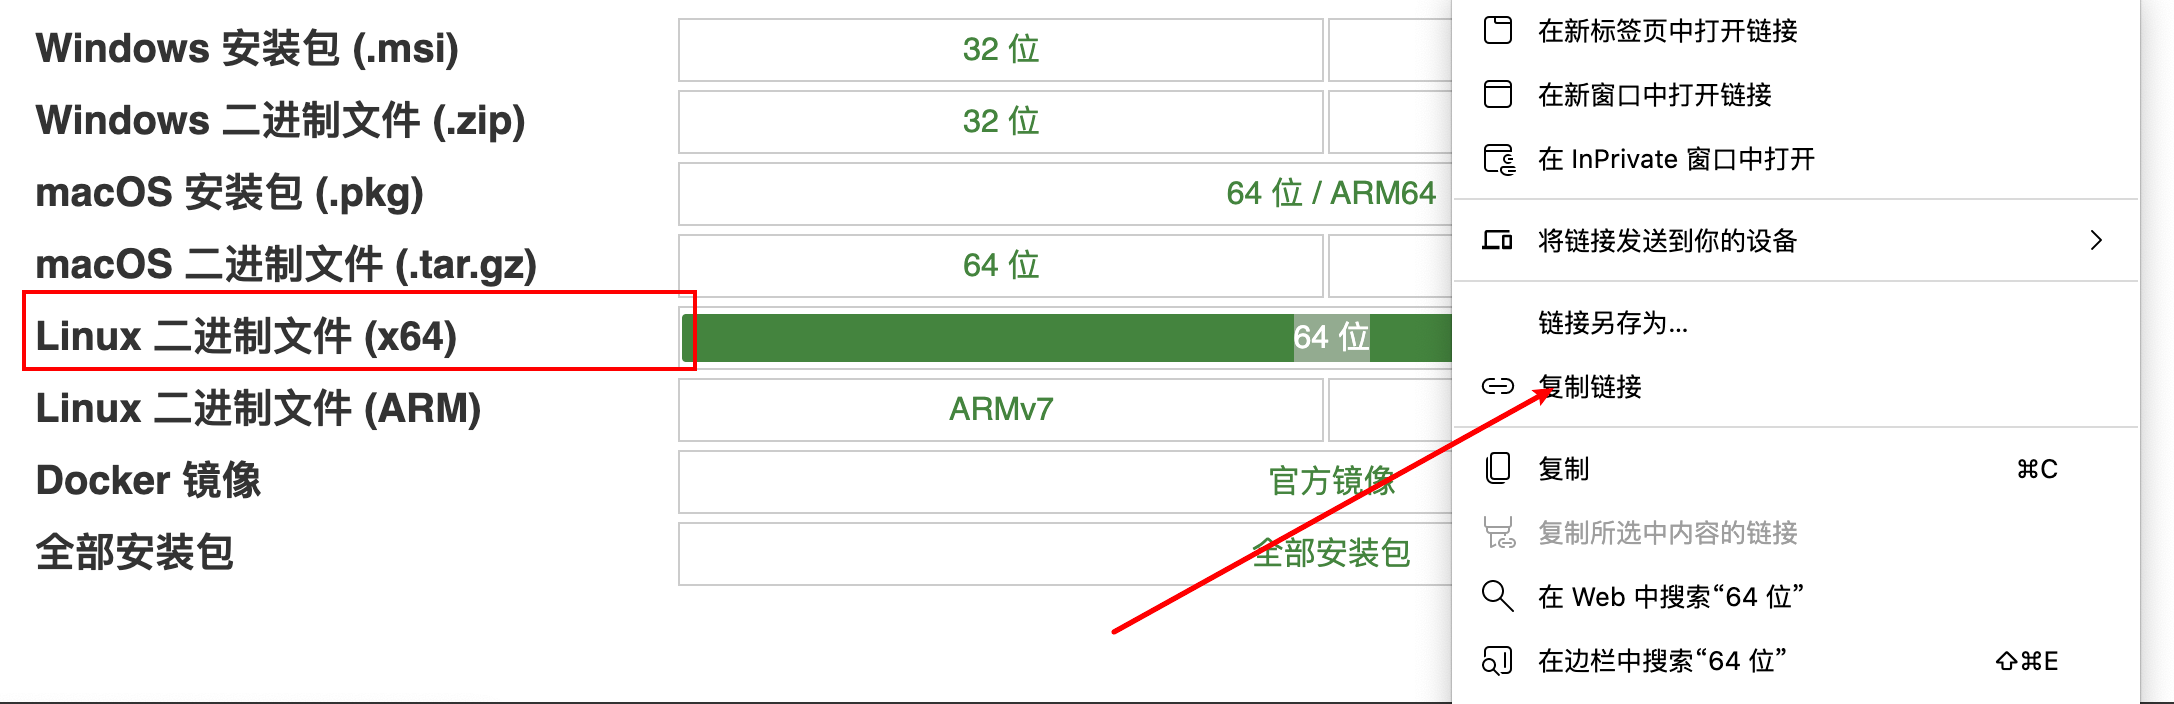 Windows 安装包 (.msi)
32 位
Windows 二进制文件 (.zip)
32 位
macOS 安装包 (.pkg)
64 位 / ARM64
macOS 二进制文件 (.tar.gz)
64 位
Linux 二进制文件 (x64)
64 位
Linux 二进制文件 (ARM)
ARMv7
Docker 镜像
官方镜像
全部安装包
全部安装包
在新标签页中打开链接
在新窗口中打开链接
在 InPrivate 窗口中打开
将链接发送到你的设备
链接另存为...
复制链接
复制 ⌘C
复制所选中内容的链接
在 Web 中搜索“64 位”
在边栏中搜索“64 位” ⇧⌘E